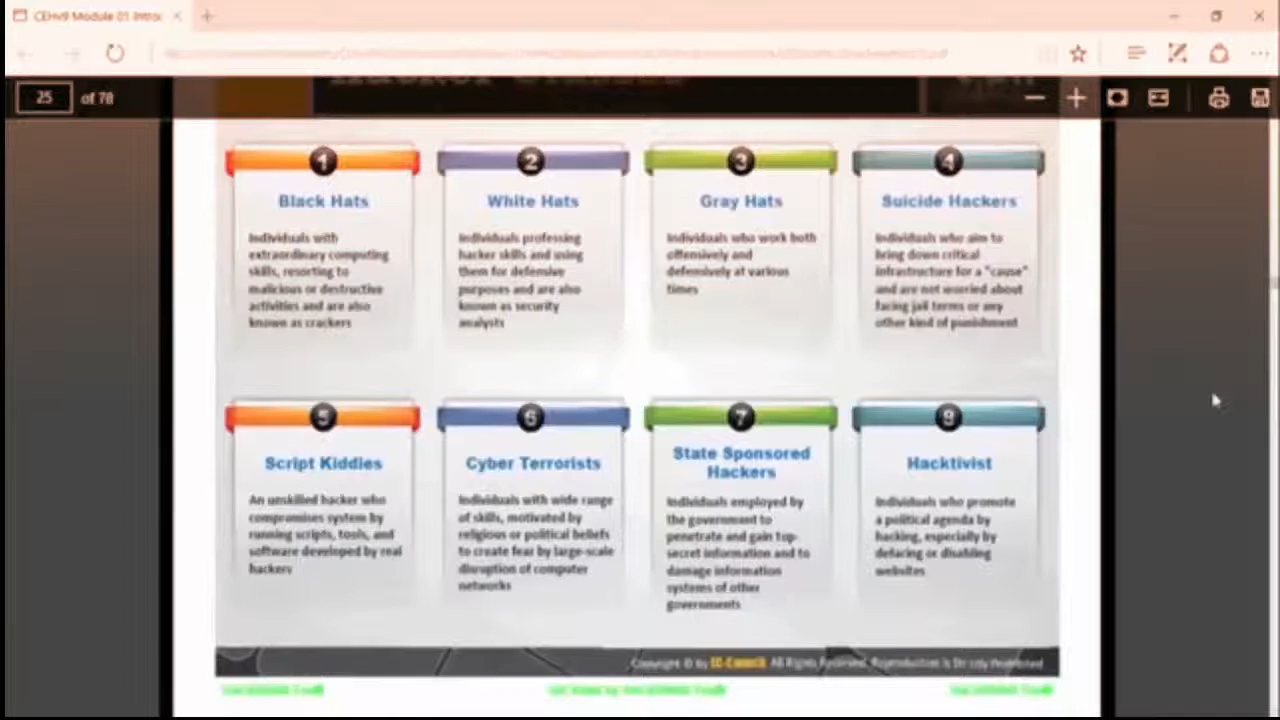 CEHv9 Module 01 Intro
25 of 78
Hacker Classes
1
2
3
4
Black Hats
White Hats
Gray Hats
Suicide Hackers
Individuals with
extraordinary computing
skills, resorting to
malicious or destructive
activities and are also
known as crackers
Individuals professing
hacker skills and using
them for defensive
purposes and are also
known as security
analysts
Individuals who work both
offensively and
defensively at various
times
Individuals who aim to
bring down critical
infrastructure for a "cause"
and are not worried about
facing jail terms or any
other kind of punishment
5
6
7
8
Script Kiddies
Cyber Terrorists
State Sponsored
Hackers
Hacktivist
An unskilled hacker who
compromises system by
running scripts, tools, and
software developed by real
hackers
Individuals with wide range
of skills, motivated by
religious or political beliefs
to create fear by large-scale
disruption of computer
networks
Individuals employed by
the government to
penetrate and gain top-
secret information and to
damage information
systems of other
governments
Individuals who promote
a political agenda by
hacking, especially by
defacing or disabling
websites
Copyright © by EC-Council. All Rights Reserved. Reproduction is Strictly Prohibited.